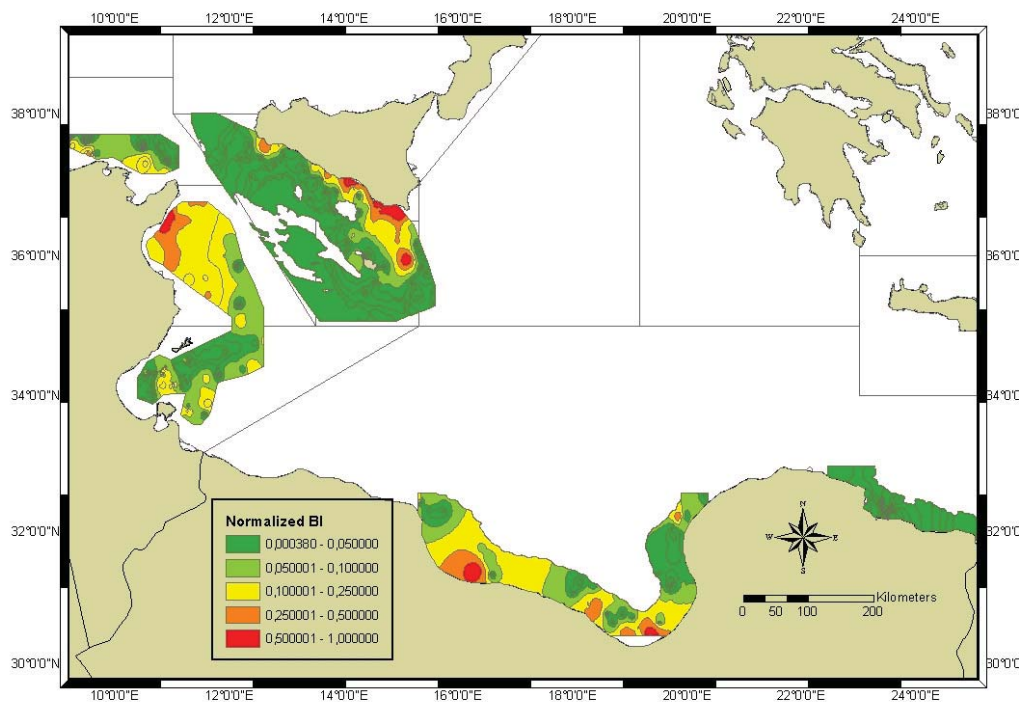 10°0'0"E 12°0'0"E 14°0'0"E 16°0'0"E 18°0'0"E 20°0'0"E 22°0'0"E 24°0'0"E
38°0'0"N 38°0'0"N
36°0'0"N 36°0'0"N
34°0'0"N 34°0'0"N
32°0'0"N 32°0'0"N
30°0'0"N 30°0'0"N
Normalized BI
0,000380 - 0,050000
0,050001 - 0,100000
0,100001 - 0,250000
0,250001 - 0,500000
0,500001 - 1,000000
N
W E
S
Kilometers
0 50 100 200
10°0'0"E 12°0'0"E 14°0'0"E 16°0'0"E 18°0'0"E 20°0'0"E 22°0'0"E 24°0'0"E